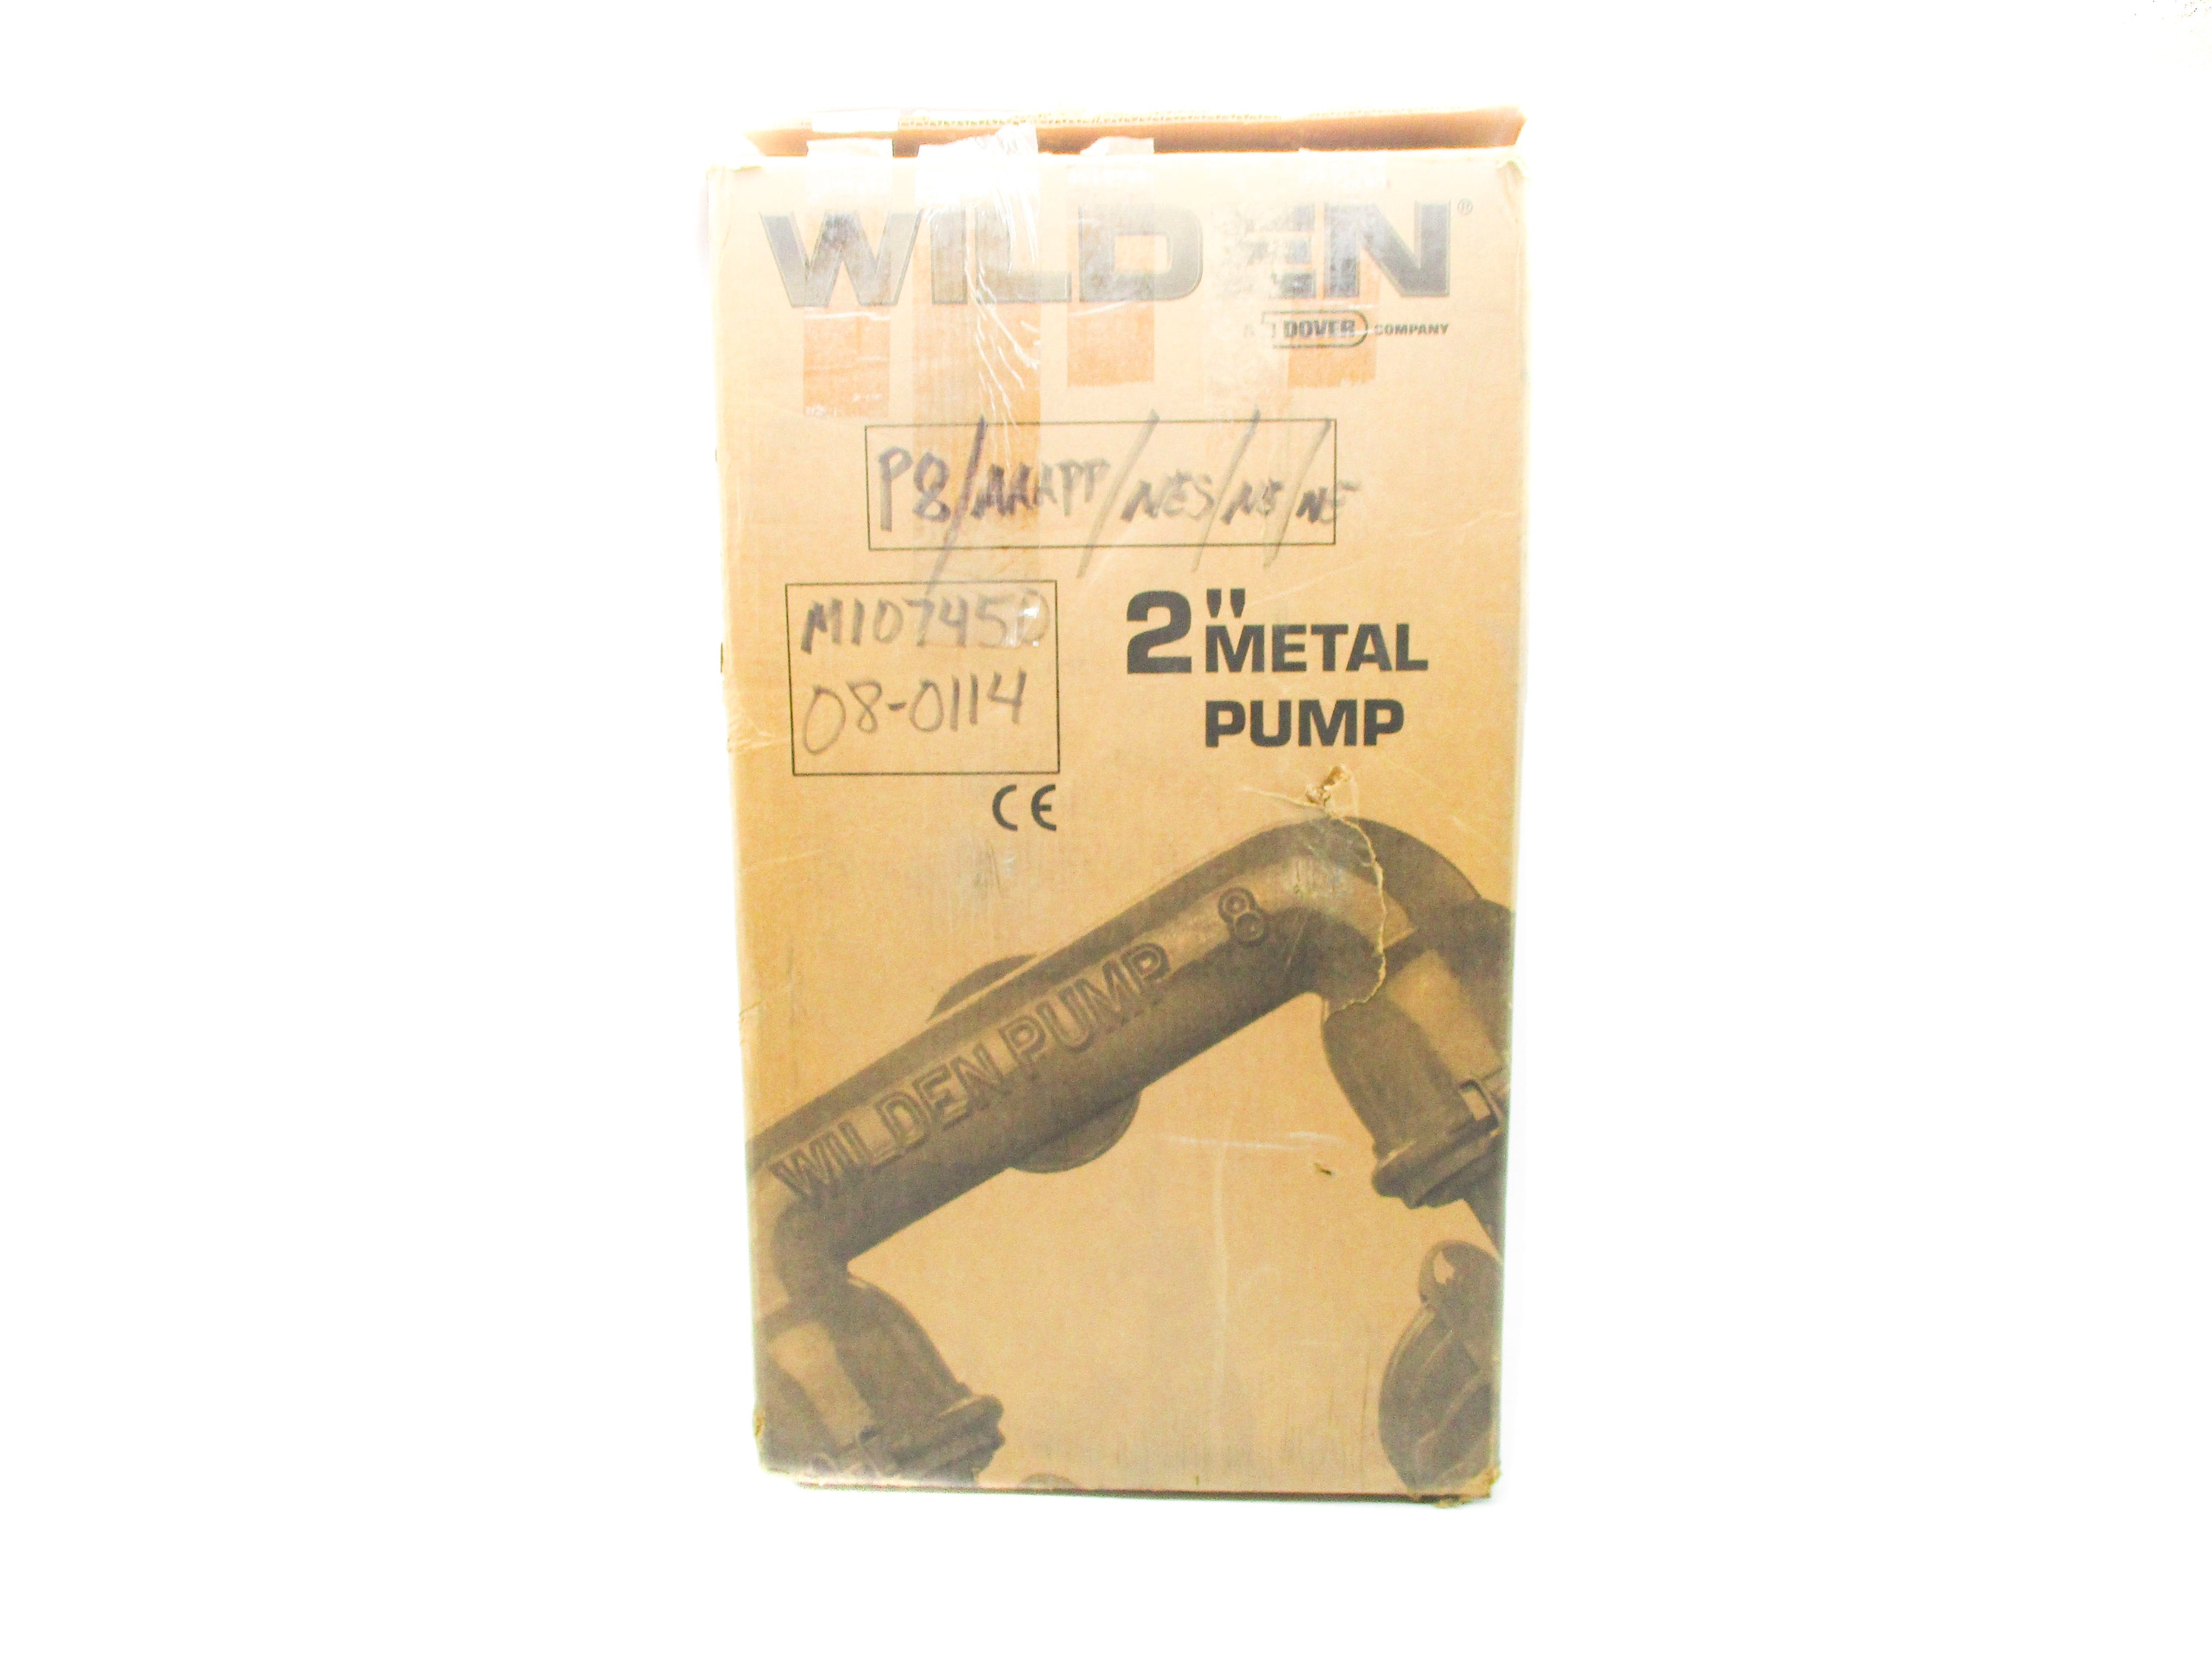 WILDEN®
A DOVER COMPANY
P8/AAAPP/NES/NE/NE
M107450
08-0114
2" METAL
PUMP
CE
WILDEN PUMP 8